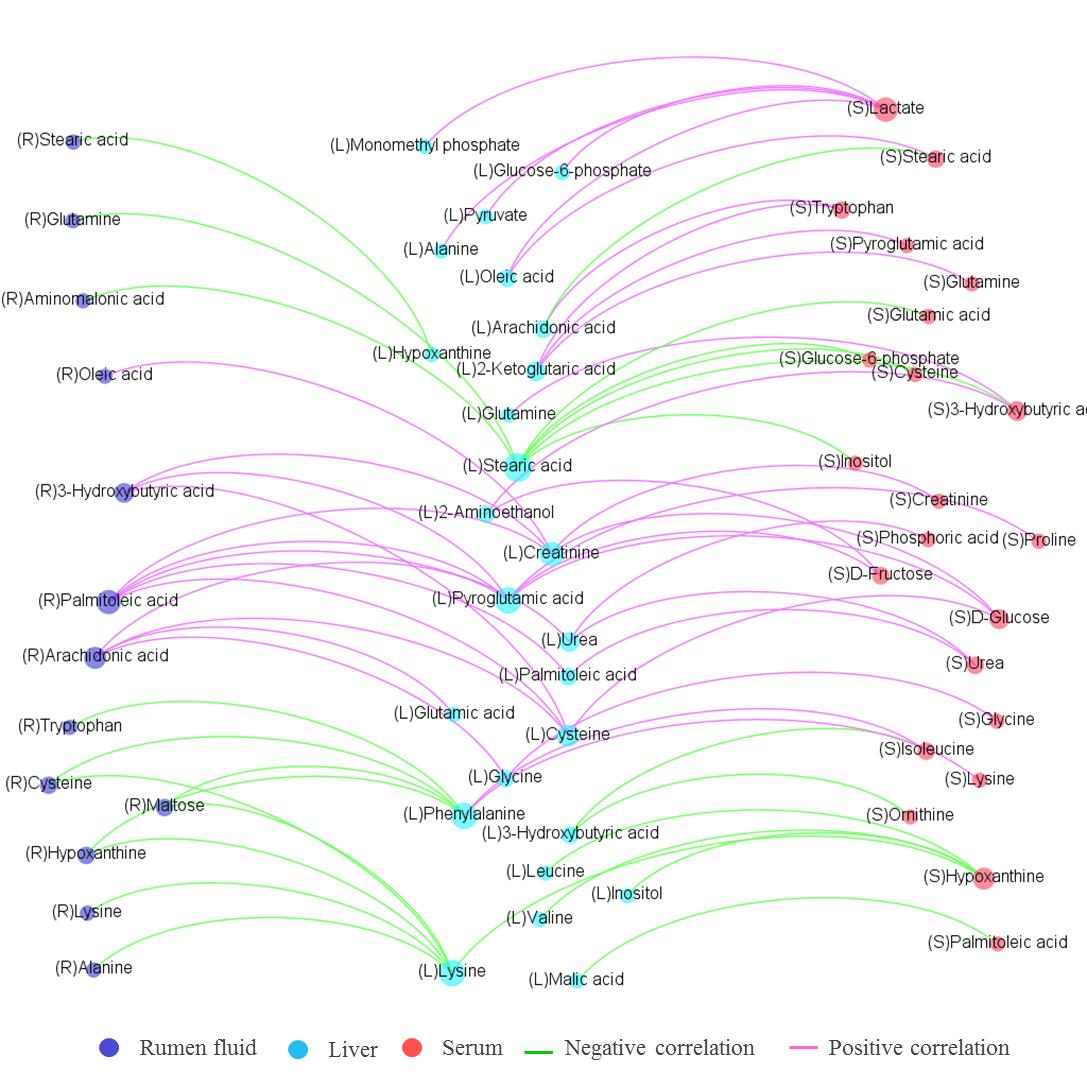 (S)Lactate
(R)Stearic acid
(L)Monomethyl phosphate
(S)Stearic acid
(L)Glucose-6-phosphate
(S)Tryptophan
(L)Pyruvate
(R)Glutamine
(S)Pyroglutamic acid
(L)Alanine
(L)Oleic acid
(S)Glutamine
(R)Aminomalonic acid
(S)Glutamic acid
(L)Arachidonic acid
(L)Hypoxanthine
(S)Glucose-6-phosphate
(L)2-Ketoglutaric acid
(S)Cysteine
(R)Oleic acid
(S)3-Hydroxybutyric a
(L)Glutamine
(S)Inositol
(L)Stearic acid
(R)3-Hydroxybutyric acid
(S)Creatinine
(L)2-Aminoethanol
(S)Phosphoric acid
(S)Proline
(L)Creatinine
(S)D-Fructose
(R)Palmitoleic acid
(L)Pyroglutamic acid
(S)D-Glucose
(L)Urea
(R)Arachidonic acid
(S)Urea
(L)Palmitoleic acid
(L)Glutamic acid
(S)Glycine
(R)Tryptophan
(L)Cysteine
(S)Isoleucine
(L)Glycine
(S)Lysine
(R)Cysteine
(R)Maltose
(L)Phenylalanine
(S)Ornithine
(L)3-Hydroxybutyric acid
(R)Hypoxanthine
(L)Leucine
(S)Hypoxanthine
(L)Inositol
(R)Lysine
(L)Valine
(S)Palmitoleic acid
(R)Alanine
(L)Lysine
(L)Malic acid
Rumen fluid Liver Serum Negative correlation Positive correlation